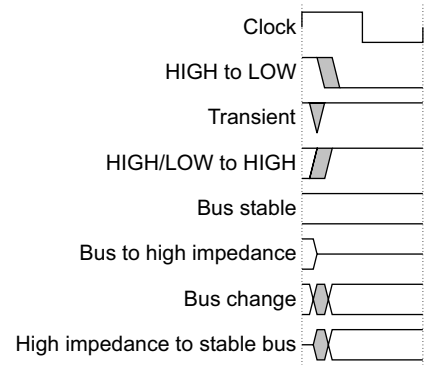 Clock
HIGH to LOW
Transient
HIGH/LOW to HIGH
Bus stable
Bus to high impedance
Bus change
High impedance to stable bus